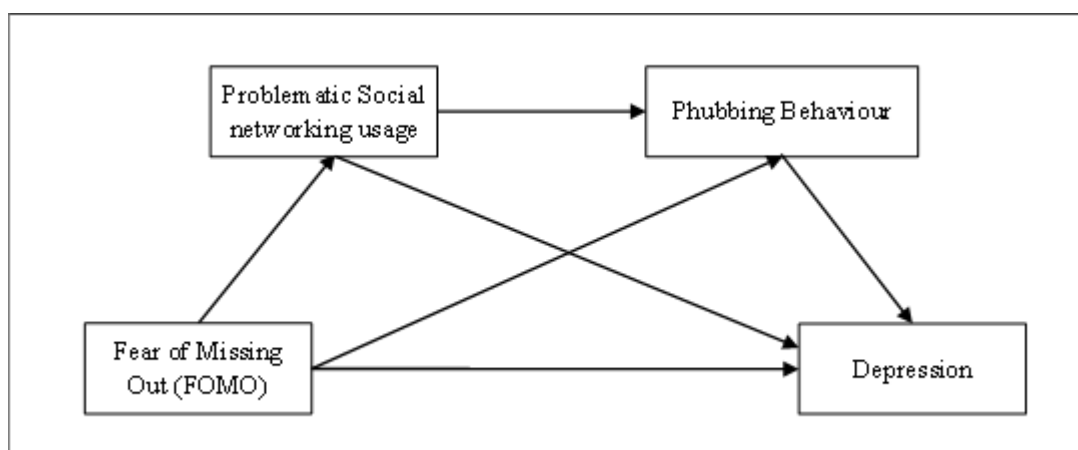 Problematic Social
networking usage
Phubbing Behaviour
Fear of Missing
Out (FOMO)
Depression